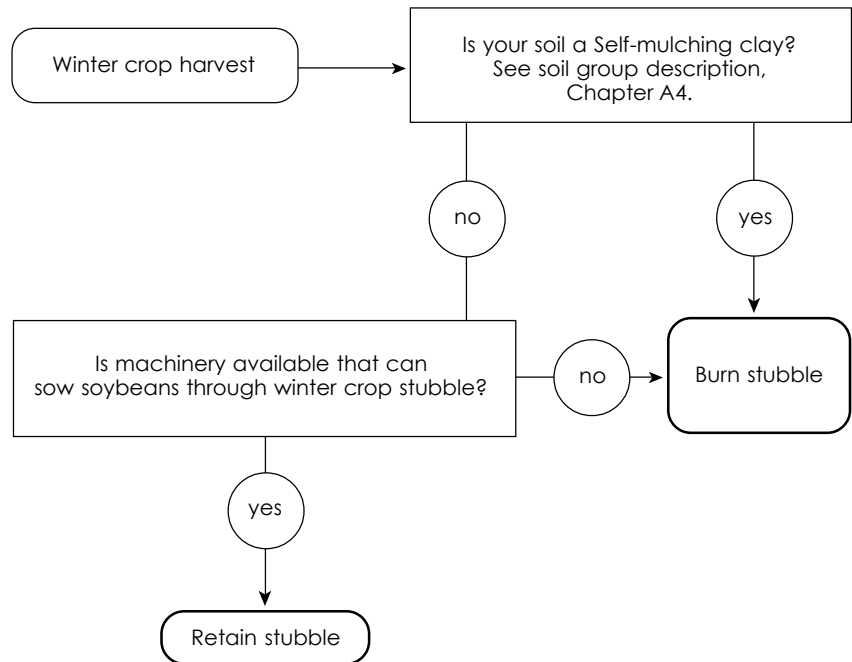 Winter crop harvest
Is your soil a Self-mulching clay?
See soil group description,
Chapter A4.
no
yes
Is machinery available that can
sow soybeans through winter crop stubble?
no
Burn stubble
yes
Retain stubble